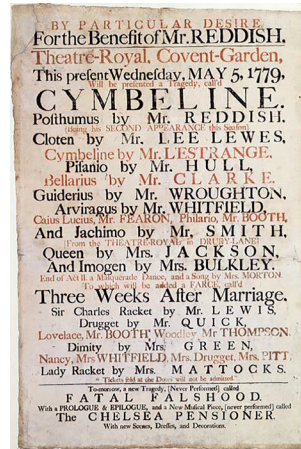 BY PARTICULAR DESIRE.
For the Benefit of Mr. REDDISH.
Theatre-Royal, Covent-Garden,
This present Wednesday, MAY 5, 1779,
Will be presented a Tragedy, call'd
CYMBELINE.
Posthumus by Mr. REDDISH,
(Being his SECOND APPEARANCE this Season)
Cloten by Mr. LEE LEWES,
Cymbeline by Mr. L'ESTRANGE,
Pisanio by Mr. HULL,
Bellarius by Mr. CLARKE,
Guiderius by Mr. WROUGHTON,
Arviragus by Mr. WHITFIELD,
Caius Lucius, Mr. FEARON, Philario, Mr. BOOTH,
And Jachimo by Mr. SMITH,
[From the THEATRE-ROYAL in DRURY-LANE]
Queen by Mrs. JACKSON,
And Imogen by Mrs. BULKLEY.
End of Act II. a Masquerade Dance, and a Song by Mrs. MORTON.
To which will be added a FARCE, call'd
Three Weeks After Marriage.
Sir Charles Racket by Mr. LEWIS,
Drugget by Mr. QUICK,
Lovelace, Mr. BOOTH, Woodley Mr THOMPSON.
Dimity by Mrs. GREEN,
Nancy, Mrs WHITFIELD, Mrs. Drugget, Mrs. PITT.
Lady Racket by Mrs. MATTOCKS.
Tickets sold at the Doors will not be admitted.
To-morrow, a new Tragedy, [Never Performed] called
FATAL FALSHOOD.
With a PROLOGUE & EPILOGUE, and a New Musical Piece, [never performed] called
The CHELSEA PENSIONER.
With new Scenes, Dresses, and Decorations.